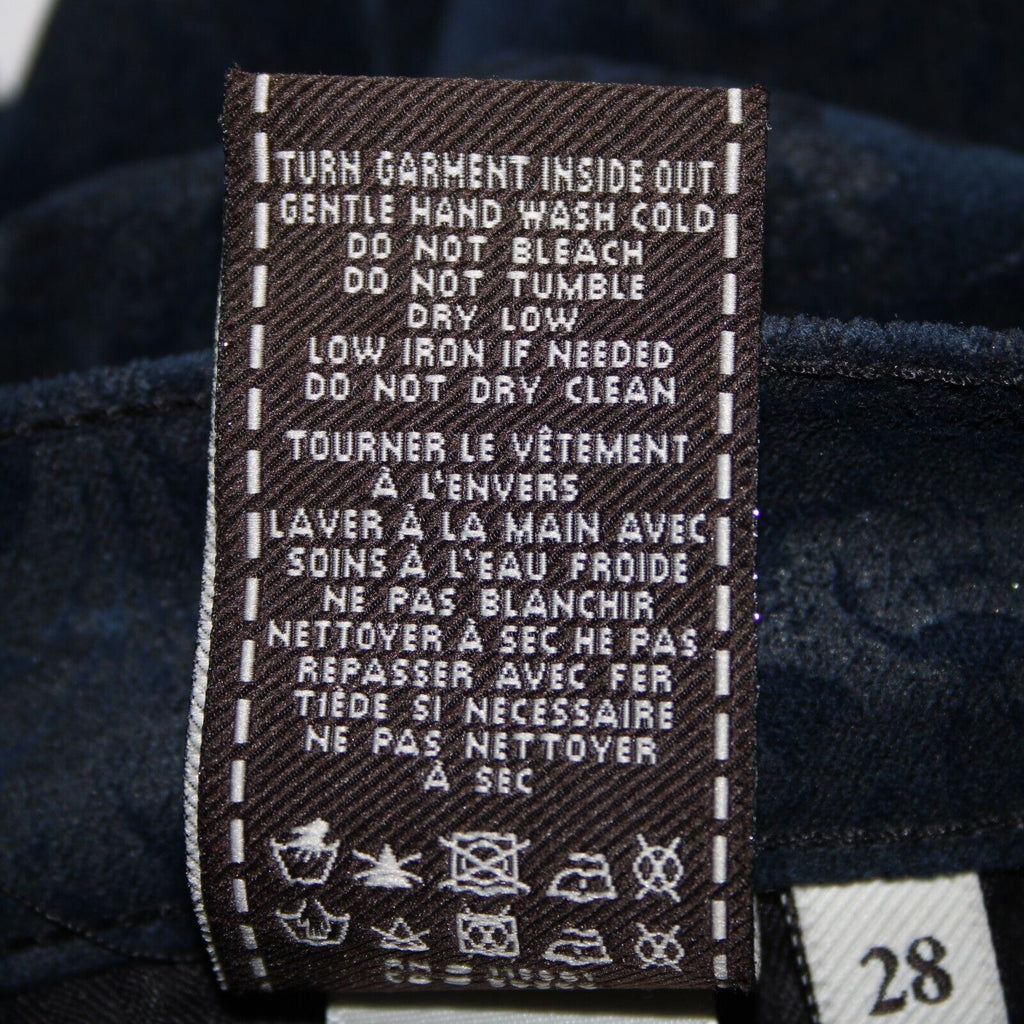 TURN GARMENT INSIDE OUT
GENTLE HAND WASH COLD
DO NOT BLEACH
DO NOT TUMBLE
DRY LOW
LOW IRON IF NEEDED
DO NOT DRY CLEAN
TOURNER LE VÊTEMENT
À L'ENVERS
LAVER À LA MAIN AVEC
SOINS À L'EAU FROIDE
NE PAS BLANCHIR
NETTOYER À SEC HE PAS
REPASSER AVEC FER
TIÈDE SI NECESSAIRE
NE PAS NETTOYER
À SEC
28